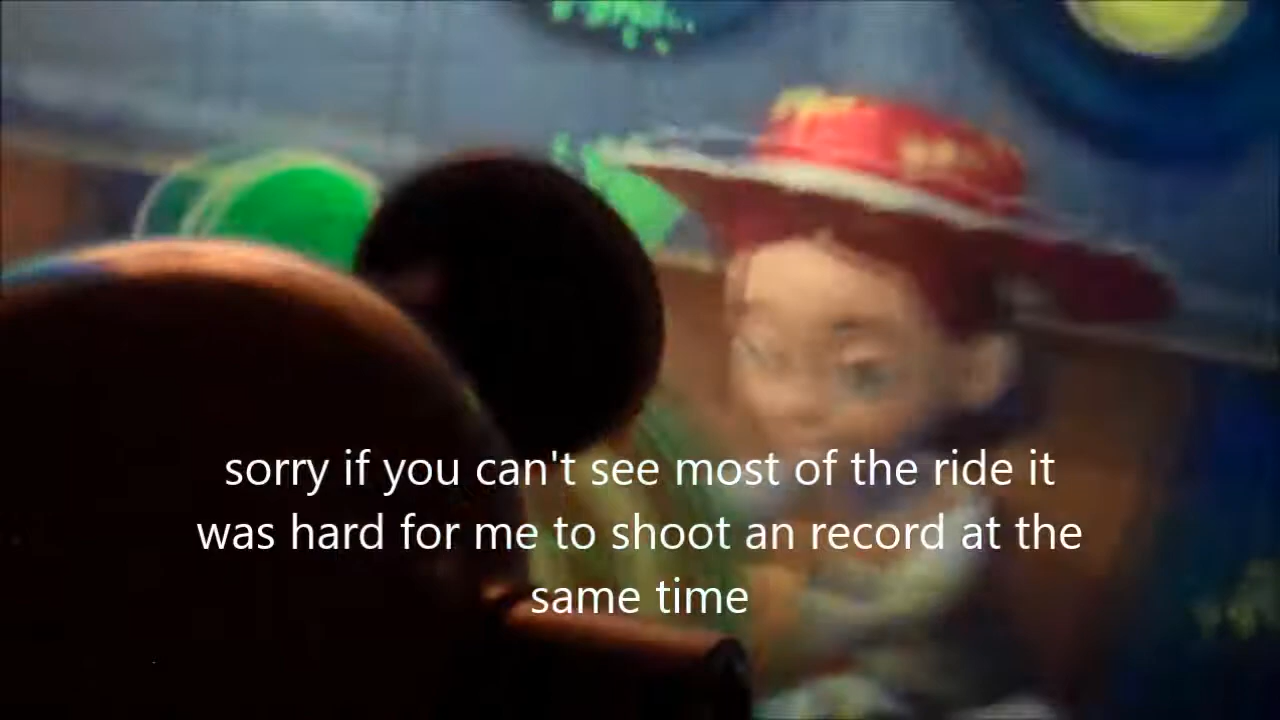 sorry if you can't see most of the ride it
was hard for me to shoot an record at the
same time